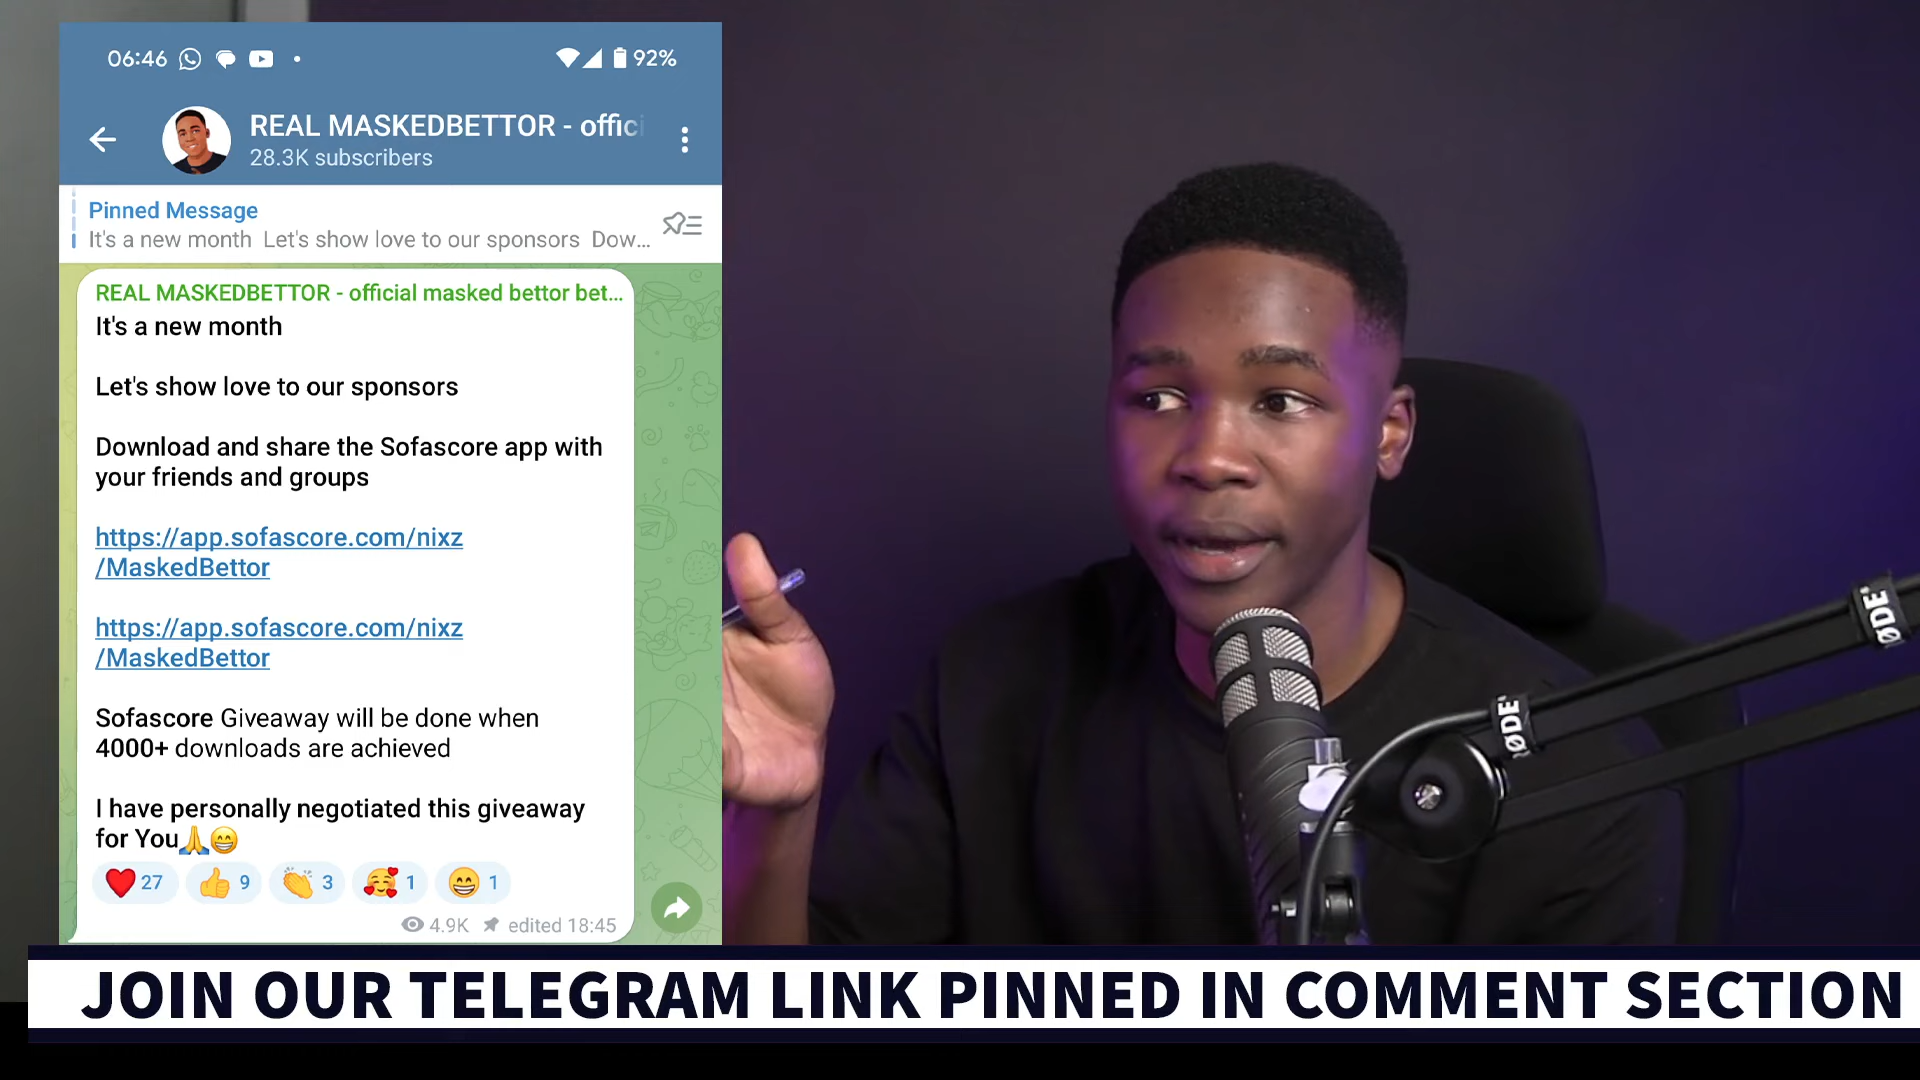 06:46
92%
REAL MASKEDBETTOR - offici
28.3K subscribers
Pinned Message
It's a new month Let's show love to our sponsors Dow...
REAL MASKEDBETTOR - official masked bettor bet...
It's a new month
Let's show love to our sponsors
Download and share the Sofascore app with
your friends and groups
https://app.sofascore.com/nixz
/MaskedBettor
https://app.sofascore.com/nixz
/MaskedBettor
Sofascore Giveaway will be done when
4000+ downloads are achieved
I have personally negotiated this giveaway
for You🙏😁
❤️ 27 👍 9 👏 3 🥰 1 😁 1
4.9K edited 18:45
RØDE
RØDE
JOIN OUR TELEGRAM LINK PINNED IN COMMENT SECTION